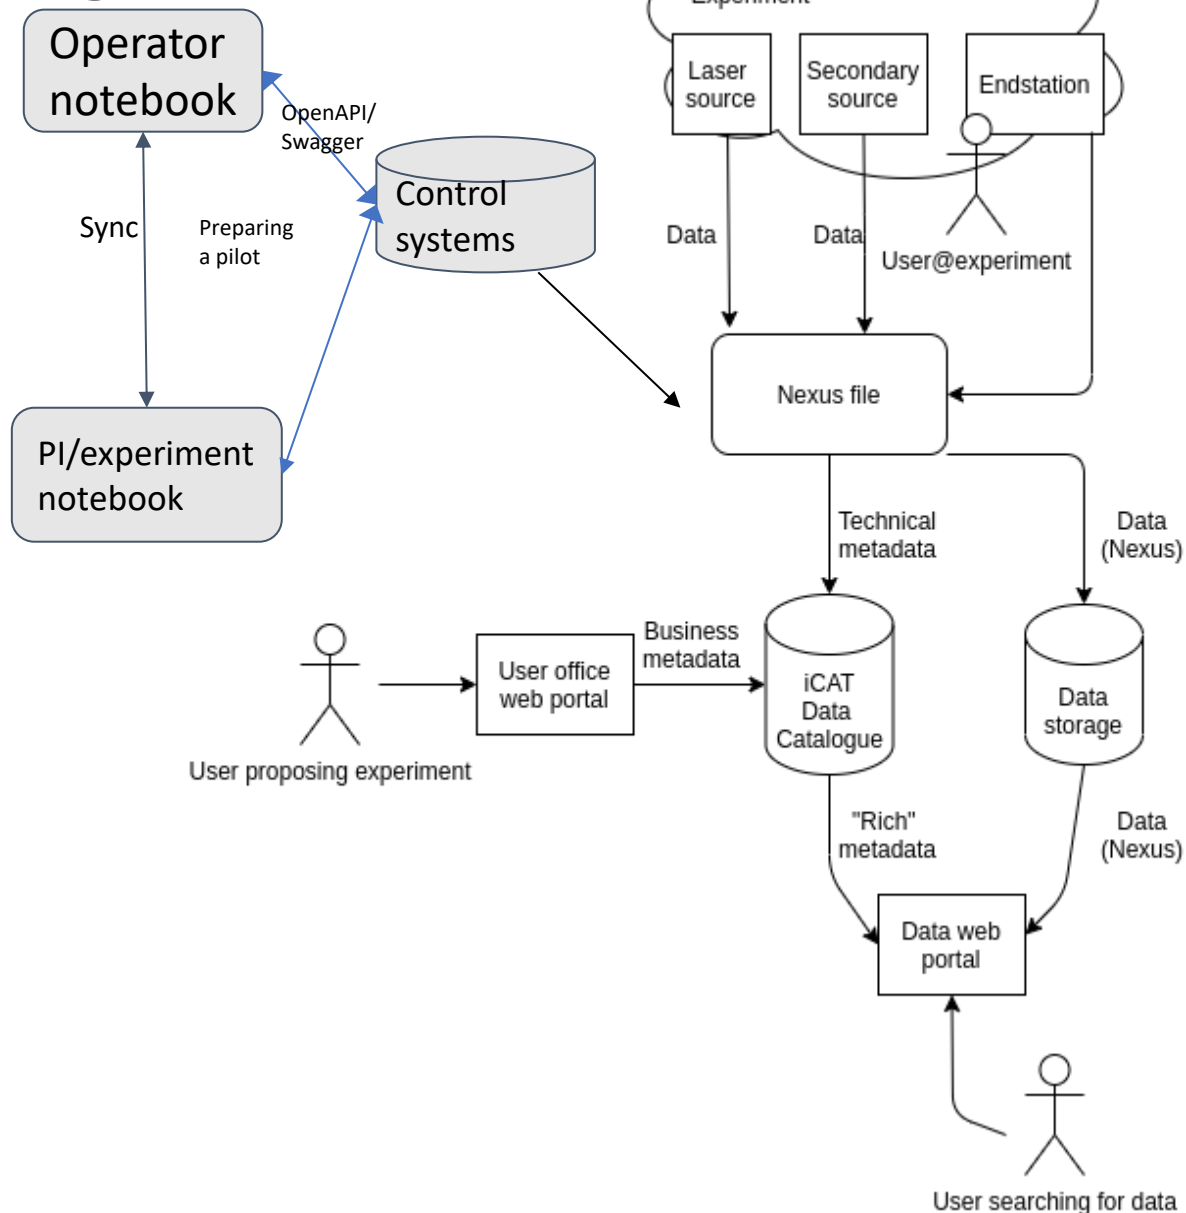 Experiment
Operator
notebook
Laser
source
Secondary
source
Endstation
OpenAPI/
Swagger
Control
systems
Sync
Preparing
a pilot
Data
Data
User@experiment
Nexus file
PI/experiment
notebook
Technical
metadata
Data
(Nexus)
Business
metadata
User office
web portal
iCAT
Data
Catalogue
Data
storage
User proposing experiment
"Rich"
metadata
Data
(Nexus)
Data web
portal
User searching for data